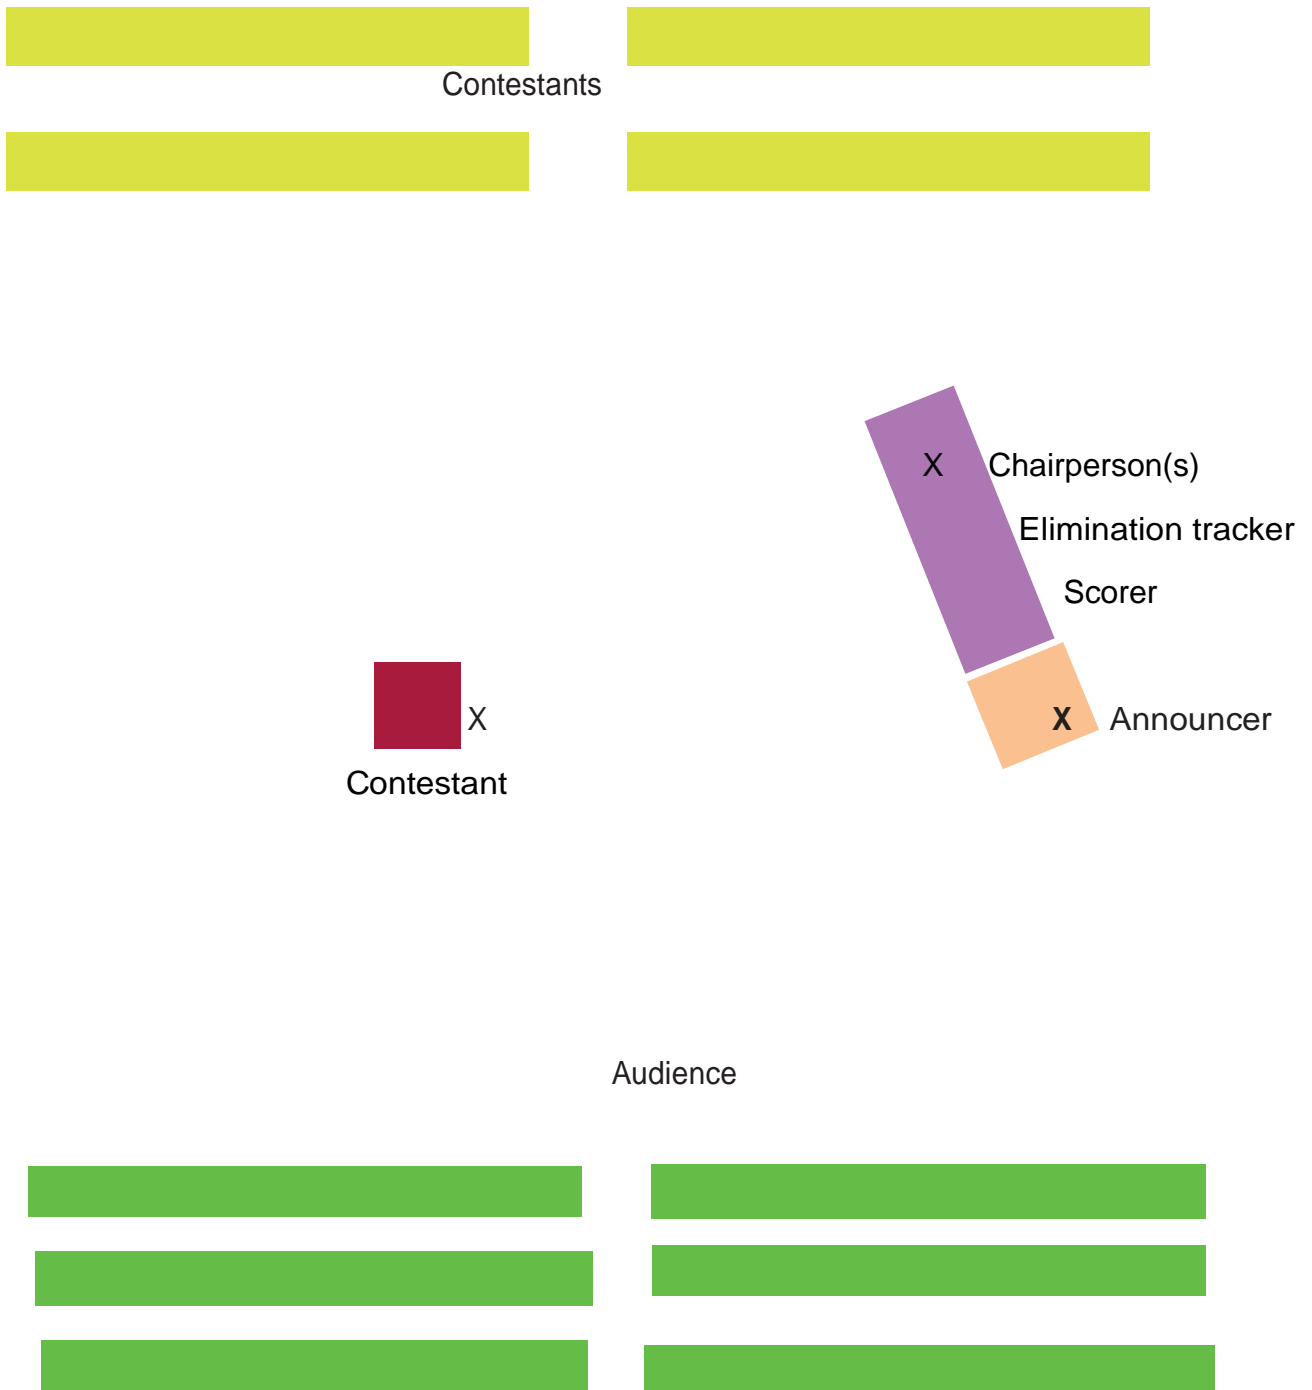 Contestants
X Chairperson(s)
Elimination tracker
Scorer
X
X Announcer
Contestant
Audience